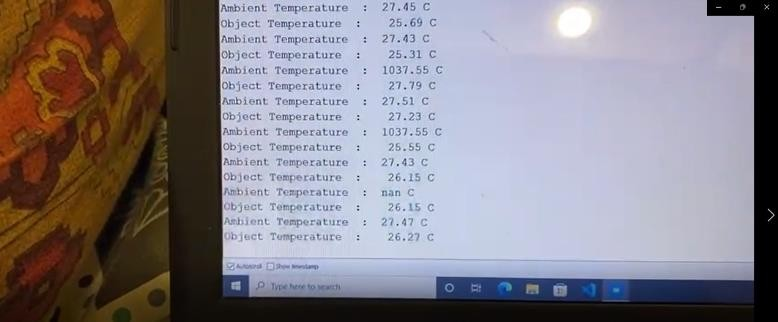 Ambient Temperature : 27.45 C
Object Temperature : 25.69 C
Ambient Temperature : 27.43 C
Object Temperature : 25.31 C
Ambient Temperature : 1037.55 C
Object Temperature : 27.79 C
Ambient Temperature : 27.51 C
Object Temperature : 27.23 C
Ambient Temperature : 1037.55 C
Object Temperature : 25.55 C
Ambient Temperature : 27.43 C
Object Temperature : 26.15 C
Ambient Temperature : nan C
Object Temperature : 26.15 C
Ambient Temperature : 27.47 C
Object Temperature : 26.27 C
Autoscroll Show timestamp
Type here to search